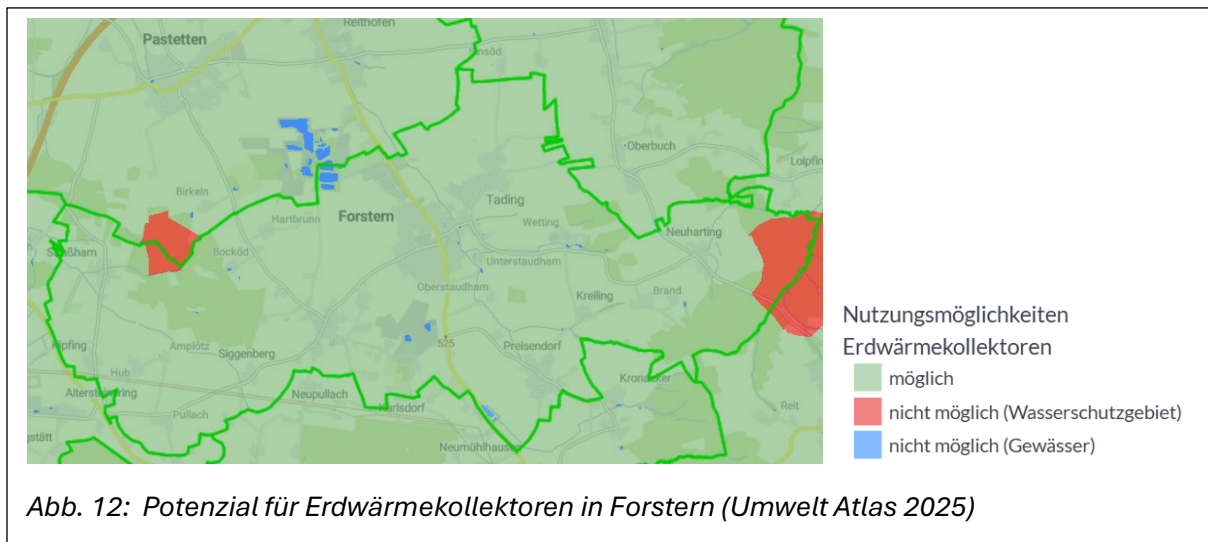 Reithofen
Pastetten
Oberbuch
Loipfing
Birkeln
Tading
Hartbrunn
Forstern
Wetting
Neuharting
Bocköd
Unterstaudham
Oberstaudham
Kreiling
Brand
Amplötz
Siggenberg
525
Preisendorf
Hub
Kronacker
Neupullach
Karlsdorf
Reit
Pullach
Neumühlhausen
Nutzungsmöglichkeiten
Erdwärmekollektoren
möglich
nicht möglich (Wasserschutzgebiet)
nicht möglich (Gewässer)
Abb. 12: Potenzial für Erdwärmekollektoren in Forstern (Umwelt Atlas 2025)